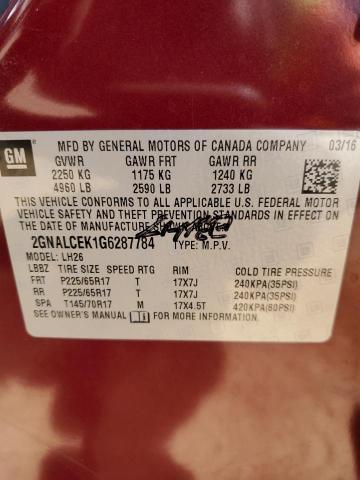 GM
MFD BY GENERAL MOTORS OF CANADA COMPANY 03/16
GVWR GAWR FRT GAWR RR
2250 KG 1175 KG 1240 KG
4960 LB 2590 LB 2733 LB
THIS VEHICLE CONFORMS TO ALL APPLICABLE U.S. FEDERAL MOTOR
VEHICLE SAFETY AND THEFT PREVENTION STANDARDS IN EFFECT ON
THE DATE OF MANUFACTURE SHOWN ABOVE.
2GNALCEK1G6287784 TYPE: M.P.V.
MODEL: LH26
LBBZ TIRE SIZE SPEED RTG RIM COLD TIRE PRESSURE
FRT P225/65R17 T 17X7J 240KPA(35PSI)
RR P225/65R17 T 17X7J 240KPA(35PSI)
SPA T145/70R17 M 17X4.5T 420KPA(60PSI)
SEE OWNER'S MANUAL FOR MORE INFORMATION.